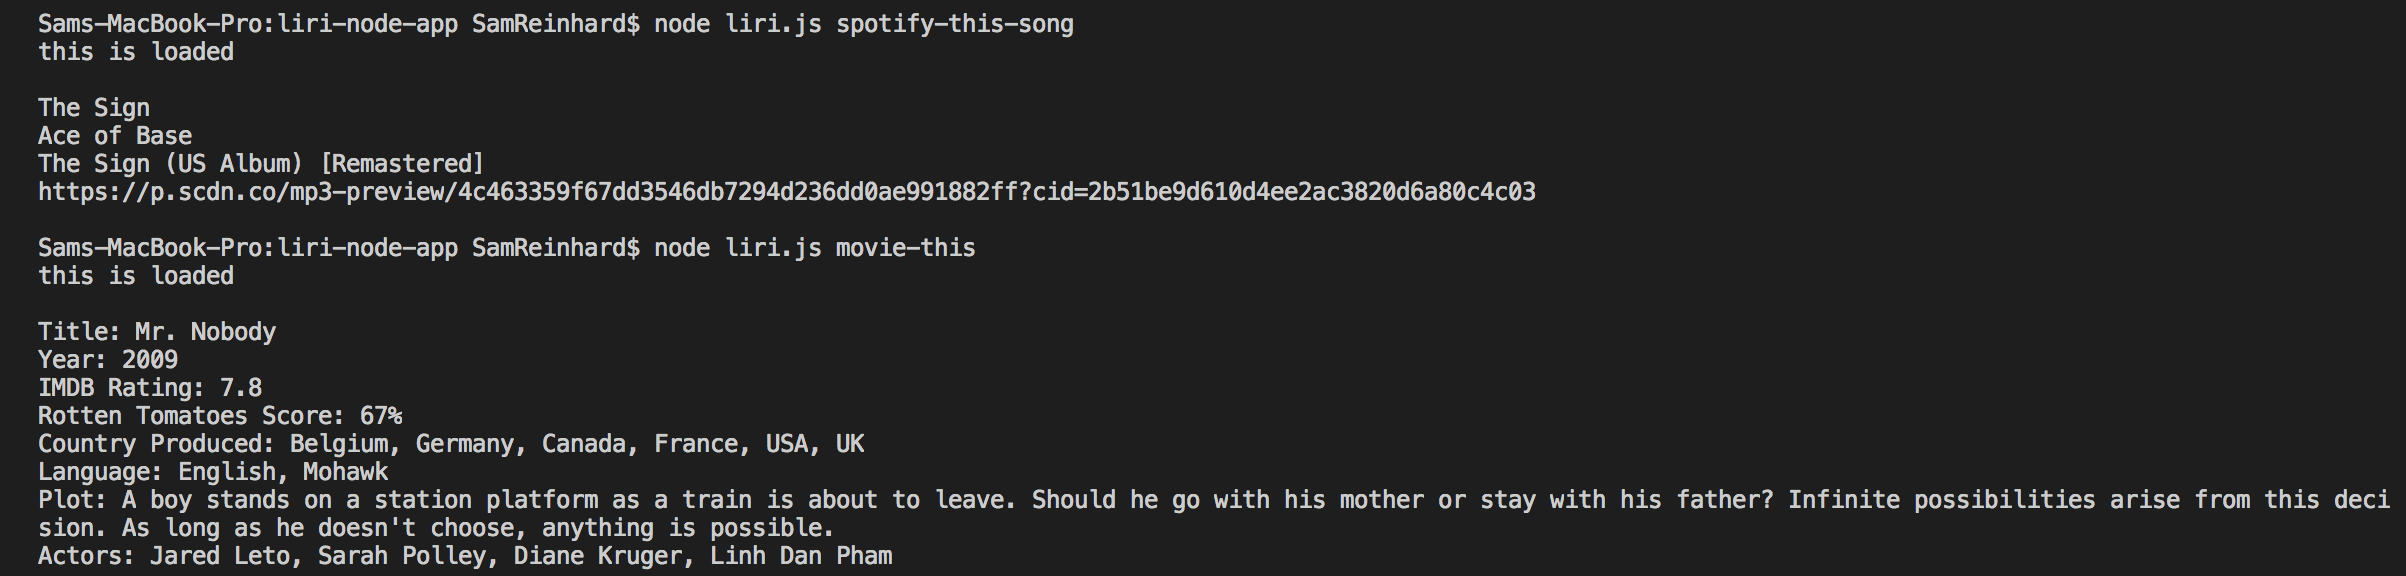 Sams-MacBook-Pro:liri-node-app SamReinhard$ node liri.js spotify-this-song
this is loaded

The Sign
Ace of Base
The Sign (US Album) [Remastered]
https://p.scdn.co/mp3-preview/4c463359f67dd3546db7294d236dd0ae991882ff?cid=2b51be9d610d4ee2ac3820d6a80c4c03

Sams-MacBook-Pro:liri-node-app SamReinhard$ node liri.js movie-this
this is loaded

Title: Mr. Nobody
Year: 2009
IMDB Rating: 7.8
Rotten Tomatoes Score: 67%
Country Produced: Belgium, Germany, Canada, France, USA, UK
Language: English, Mohawk
Plot: A boy stands on a station platform as a train is about to leave. Should he go with his mother or stay with his father? Infinite possibilities arise from this deci
sion. As long as he doesn't choose, anything is possible.
Actors: Jared Leto, Sarah Polley, Diane Kruger, Linh Dan Pham